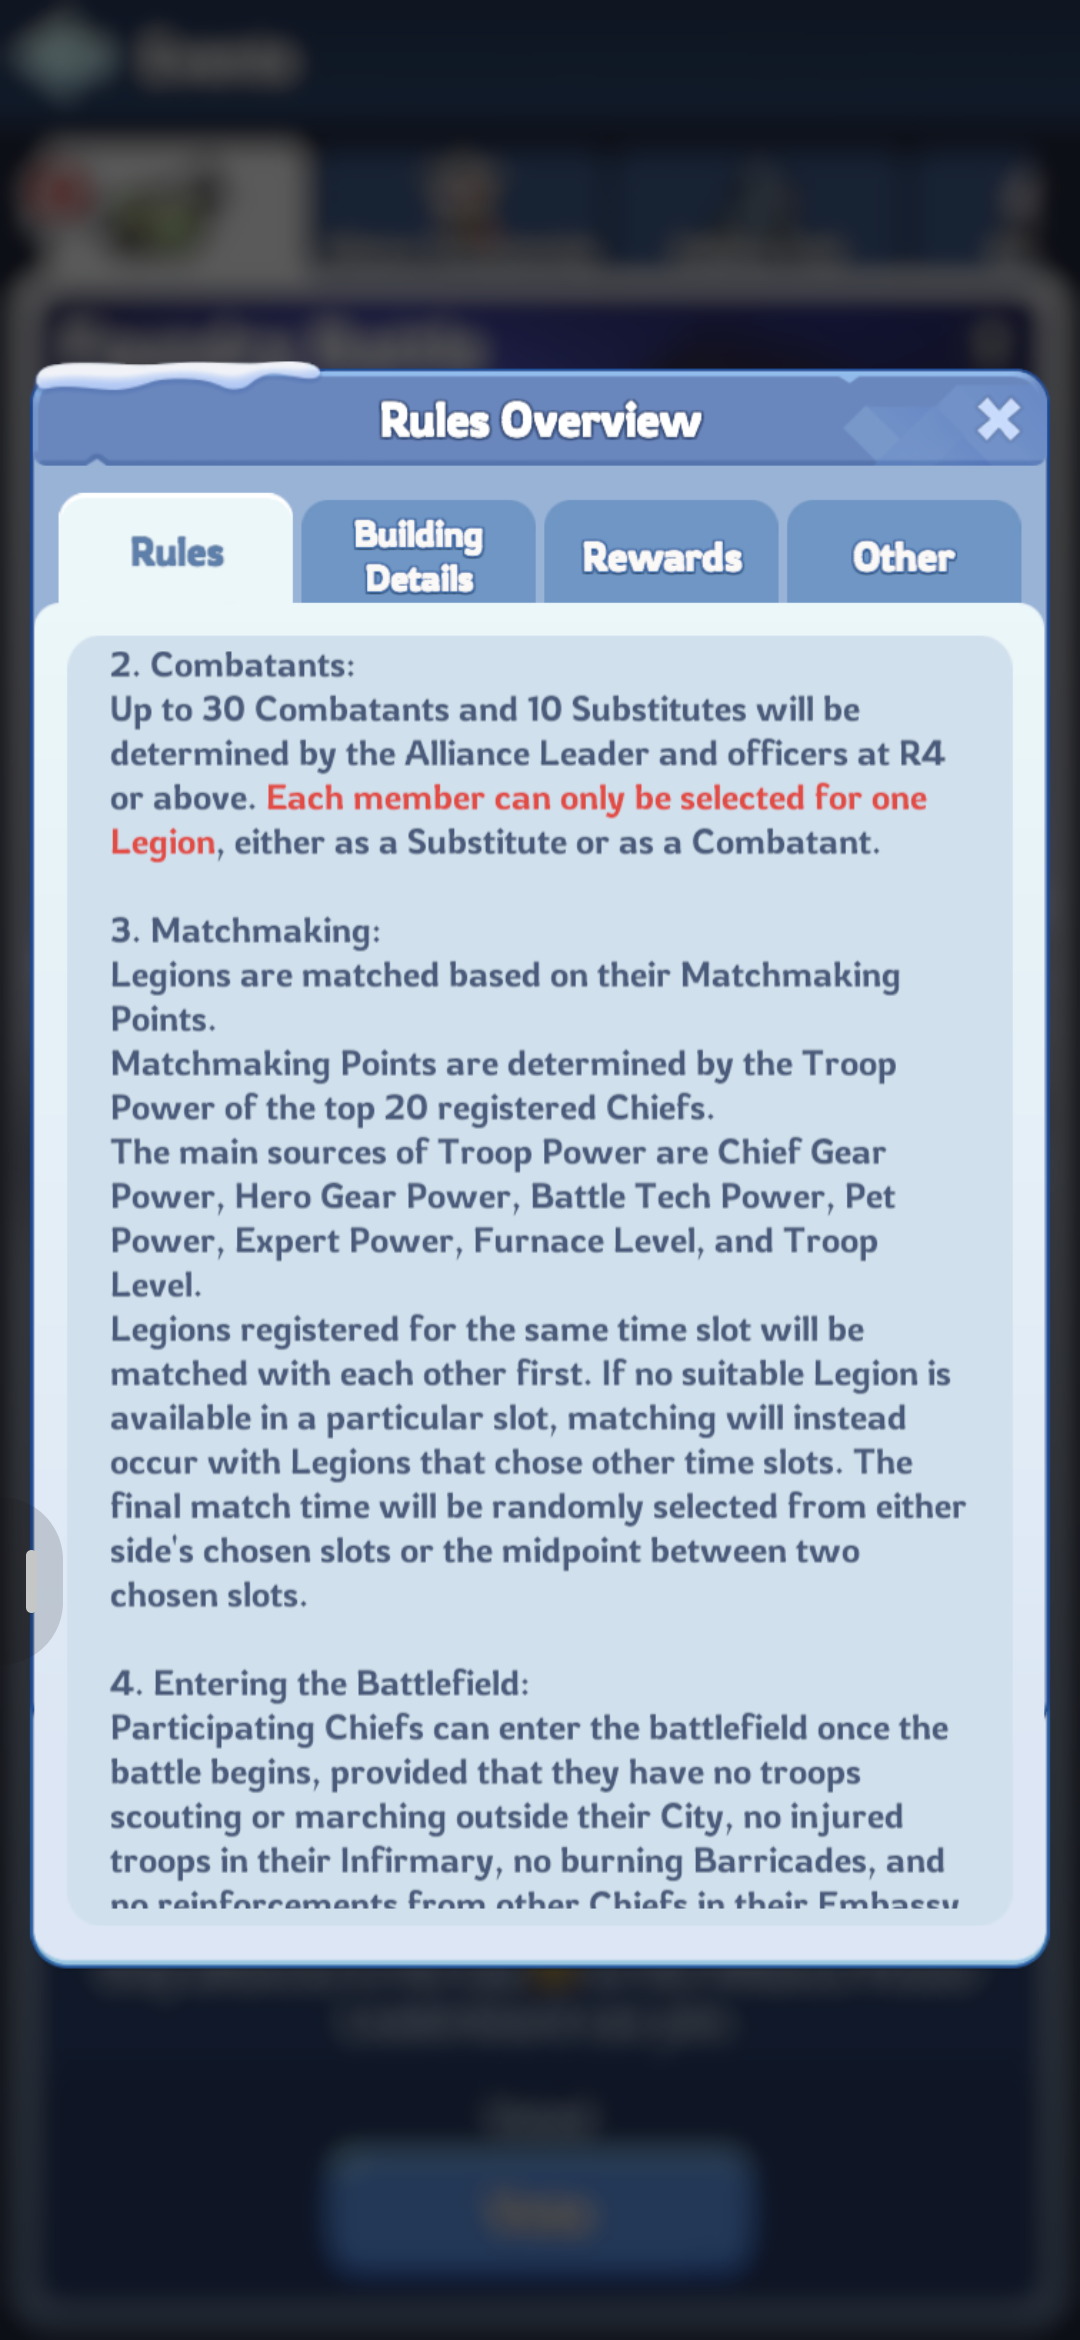 Rules Overview
Rules
Building
Details
Rewards
Other
2. Combatants:
Up to 30 Combatants and 10 Substitutes will be
determined by the Alliance Leader and officers at R4
or above. Each member can only be selected for one
Legion, either as a Substitute or as a Combatant.
3. Matchmaking:
Legions are matched based on their Matchmaking
Points.
Matchmaking Points are determined by the Troop
Power of the top 20 registered Chiefs.
The main sources of Troop Power are Chief Gear
Power, Hero Gear Power, Battle Tech Power, Pet
Power, Expert Power, Furnace Level, and Troop
Level.
Legions registered for the same time slot will be
matched with each other first. If no suitable Legion is
available in a particular slot, matching will instead
occur with Legions that chose other time slots. The
final match time will be randomly selected from either
side's chosen slots or the midpoint between two
chosen slots.
4. Entering the Battlefield:
Participating Chiefs can enter the battlefield once the
battle begins, provided that they have no troops
scouting or marching outside their City, no injured
troops in their Infirmary, no burning Barricades, and
no reinforcements from other Chiefs in their Embassy